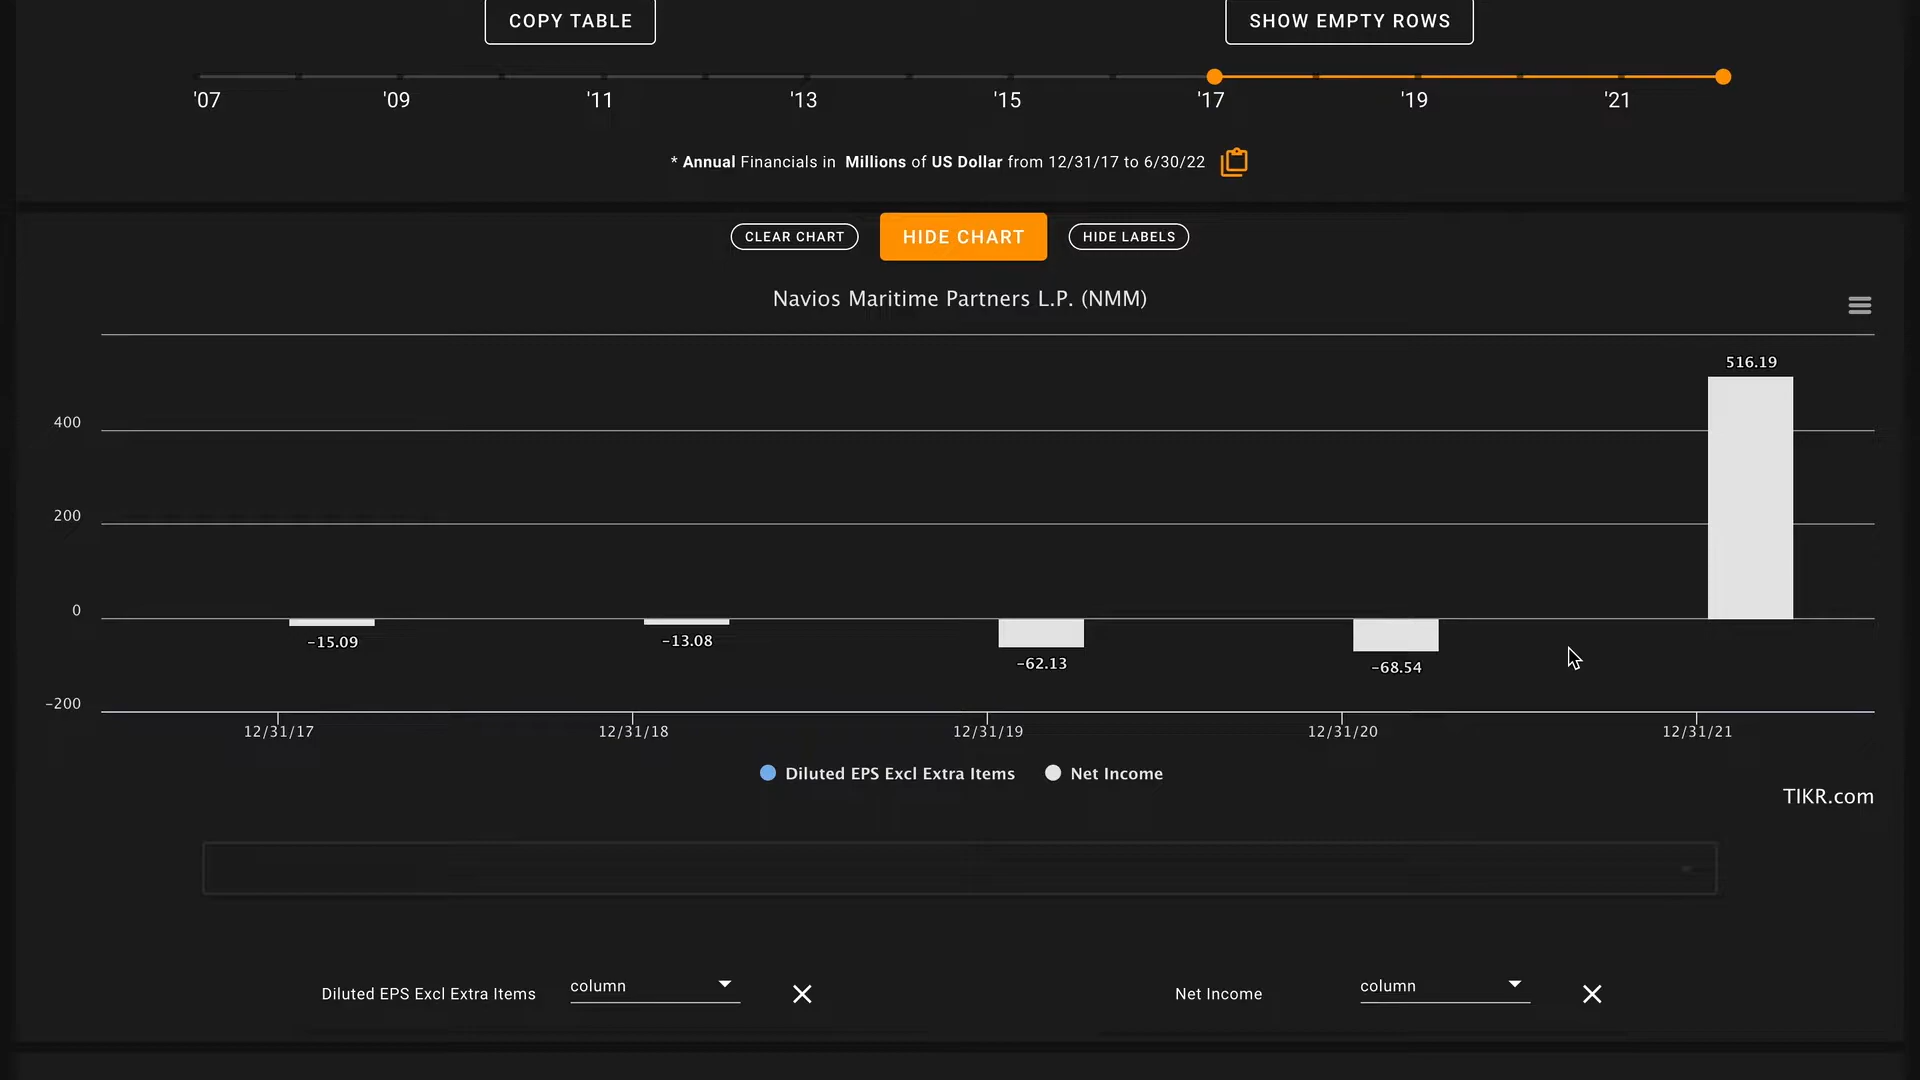 COPY TABLE
SHOW EMPTY ROWS
'07 '09 '11 '13 '15 '17 '19 '21
* Annual Financials in Millions of US Dollar from 12/31/17 to 6/30/22
CLEAR CHART
HIDE CHART
HIDE LABELS
Navios Maritime Partners L.P. (NMM)
516.19
400
200
0
-15.09
-13.08
-62.13
-68.54
-200
12/31/17 12/31/18 12/31/19 12/31/20 12/31/21
Diluted EPS Excl Extra Items
Net Income
TIKR.com
Diluted EPS Excl Extra Items
column
Net Income
column